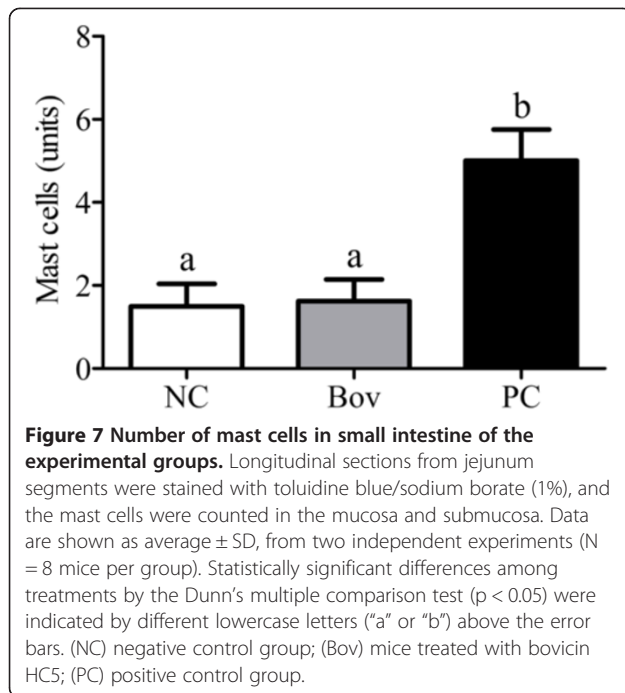 8
6
4
2
0
Mast cells (units)
a
a
b
NC
Bov
PC
Figure 7 Number of mast cells in small intestine of the
experimental groups. Longitudinal sections from jejunum
segments were stained with toluidine blue/sodium borate (1%), and
the mast cells were counted in the mucosa and submucosa. Data
are shown as average ± SD, from two independent experiments (N
= 8 mice per group). Statistically significant differences among
treatments by the Dunn's multiple comparison test (p < 0.05) were
indicated by different lowercase letters ("a" or "b") above the error
bars. (NC) negative control group; (Bov) mice treated with bovicin
HC5; (PC) positive control group.